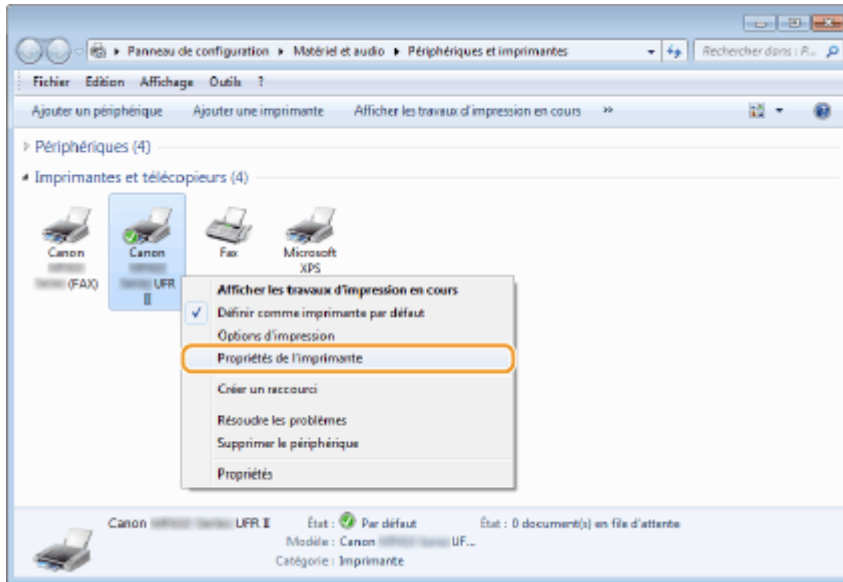 Panneau de configuration ▸ Matériel et audio ▸ Périphériques et imprimantes
Rechercher dans : P...
Fichier Edition Affichage Outils ?
Ajouter un périphérique Ajouter une imprimante Afficher les travaux d'impression en cours »
Périphériques (4)
Imprimantes et télécopieurs (4)
Canon (FAX)
Canon UFR II
Fax
Microsoft XPS
Afficher les travaux d'impression en cours
Définir comme imprimante par défaut
Options d'impression
Propriétés de l'imprimante
Créer un raccourci
Résoudre les problèmes
Supprimer le périphérique
Propriétés
Canon UFR II État : Par défaut État : 0 document(s) en file d'attente
Modèle : Canon UF...
Catégorie : Imprimante